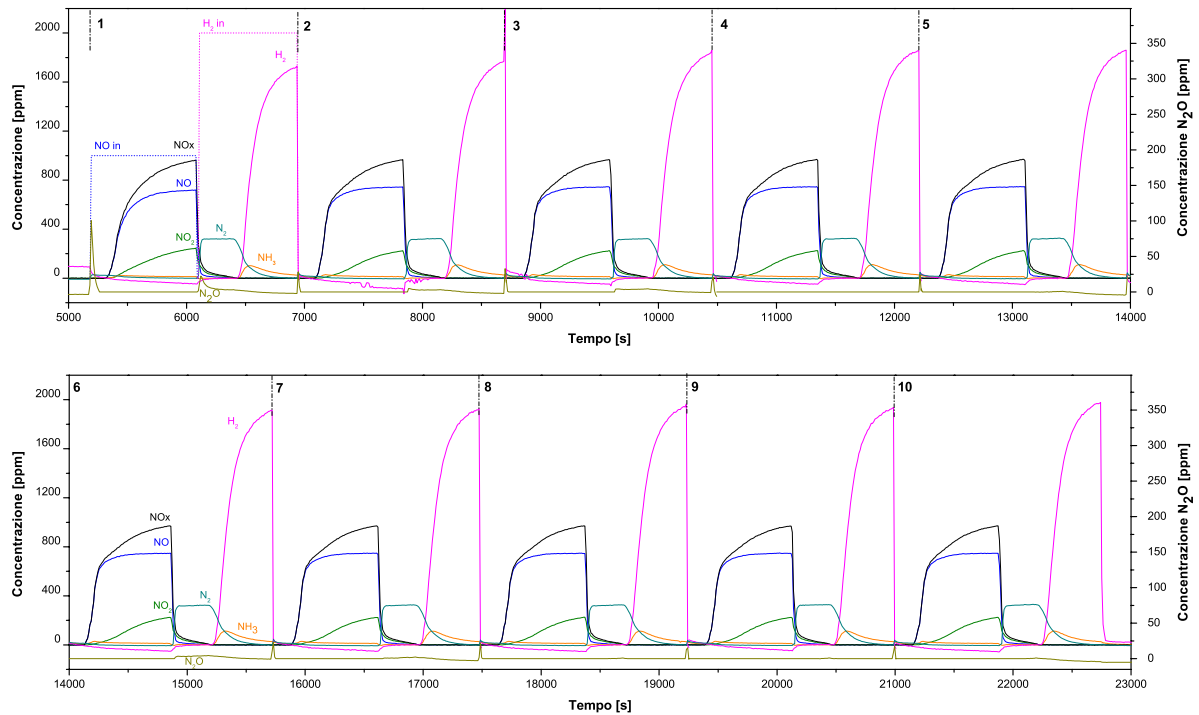 1 2 3 4 5
H2 in
H2
NO in
NOx
NO
NO2
N2
NH3
N2O
2000
1600
1200
800
400
0
Concentrazione [ppm]
350
300
250
200
150
100
50
0
Concentrazione N2O [ppm]
5000 6000 7000 8000 9000 10000 11000 12000 13000 14000
Tempo [s]
6 7 8 9 10
H2
NOx
NO
NO2
N2
NH3
N2O
2000
1600
1200
800
400
0
Concentrazione [ppm]
350
300
250
200
150
100
50
0
Concentrazione N2O [ppm]
14000 15000 16000 17000 18000 19000 20000 21000 22000 23000
Tempo [s]